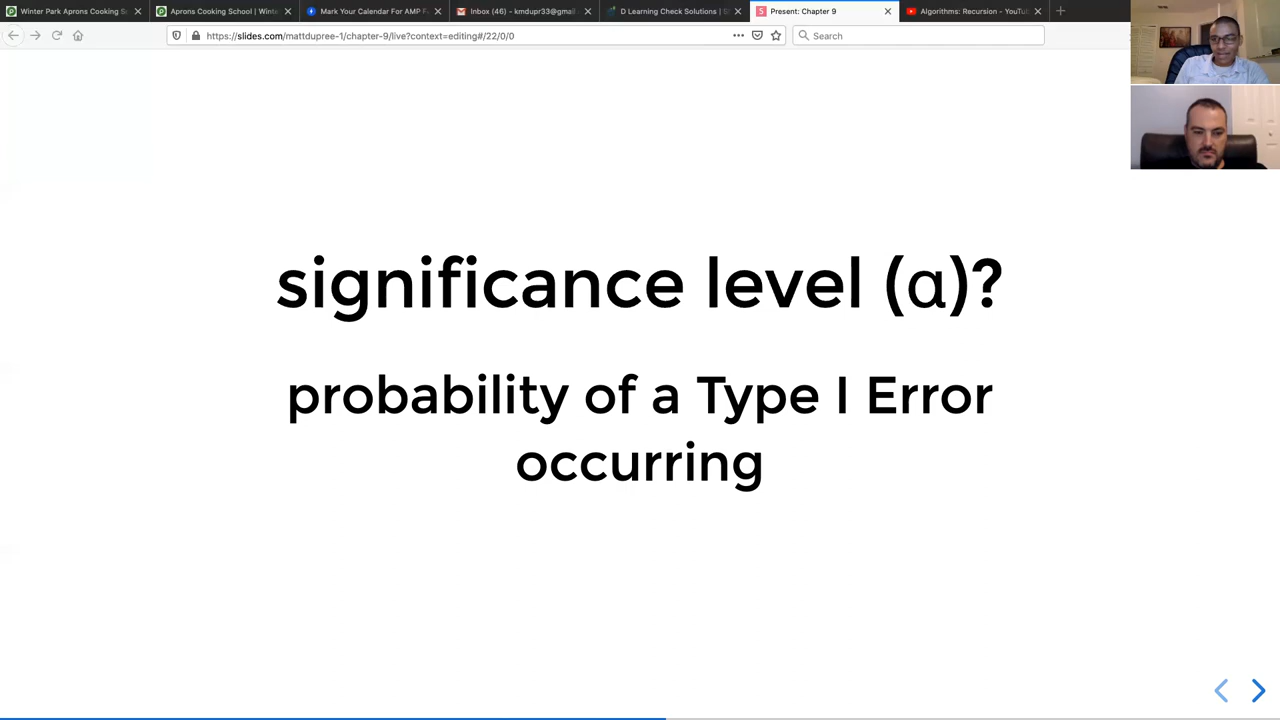 Winter Park Aprons Cooking S
Aprons Cooking School | Winte
Mark Your Calendar For AMP F
Inbox (46) - kmdupr33@gmail
D Learning Check Solutions | S
Present: Chapter 9
Algorithms: Recursion - YouTu
https://slides.com/mattdupree-1/chapter-9/live?context=editing#/22/0/0
Search
significance level (α)?
probability of a Type I Error
occurring